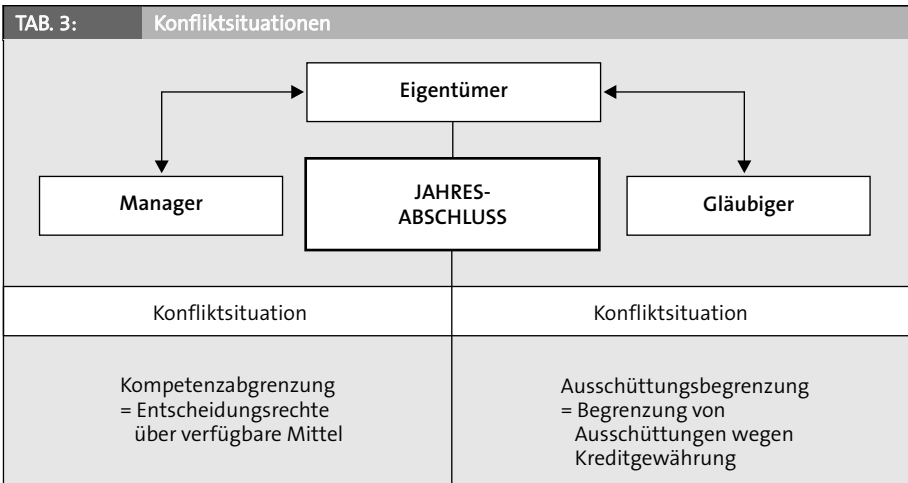 TAB. 3: Konfliktsituationen
Eigentümer
Manager
JAHRES-
ABSCHLUSS
Gläubiger
Konfliktsituation
Konfliktsituation
Kompetenzabgrenzung
= Entscheidungsrechte
über verfügbare Mittel
Ausschüttungsbegrenzung
= Begrenzung von
Ausschüttungen wegen
Kreditgewährung